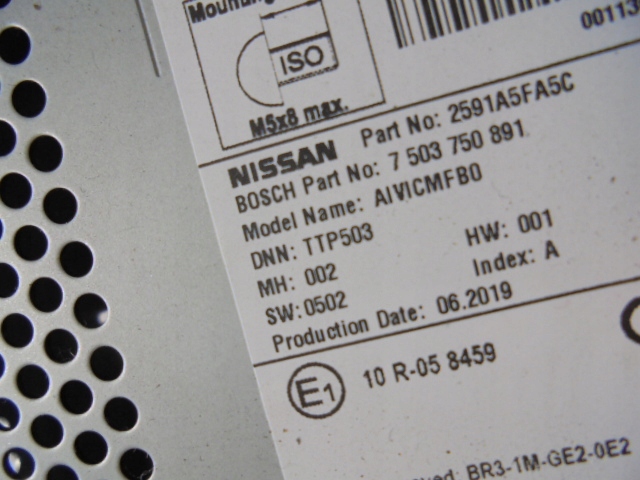 Mounting
00113
ISO
M5x8 max.
NISSAN Part No: 2591A5FA5C
BOSCH Part No: 7 503 750 891
Model Name: AIVICMFB0
DNN: TTP503
MH: 002 HW: 001
SW:0502 Index: A
Production Date: 06.2019
E1 10 R-05 8459
BR3-1M-GE2-0E2